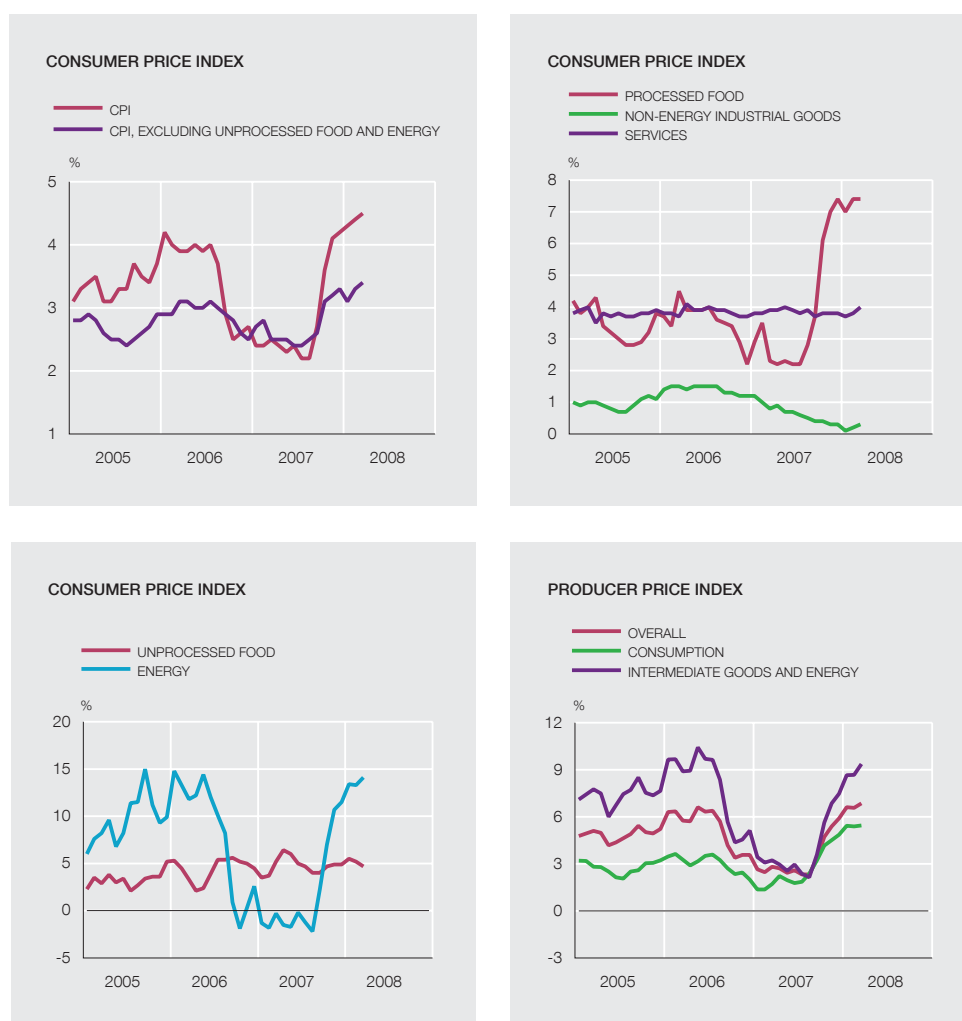 CONSUMER PRICE INDEX
CPI
CPI, EXCLUDING UNPROCESSED FOOD AND ENERGY
%
5
4
3
2
1
2005 2006 2007 2008
CONSUMER PRICE INDEX
PROCESSED FOOD
NON-ENERGY INDUSTRIAL GOODS
SERVICES
%
8
7
6
5
4
3
2
1
0
2005 2006 2007 2008
CONSUMER PRICE INDEX
UNPROCESSED FOOD
ENERGY
%
20
15
10
5
0
-5
2005 2006 2007 2008
PRODUCER PRICE INDEX
OVERALL
CONSUMPTION
INTERMEDIATE GOODS AND ENERGY
%
12
9
6
3
0
-3
2005 2006 2007 2008